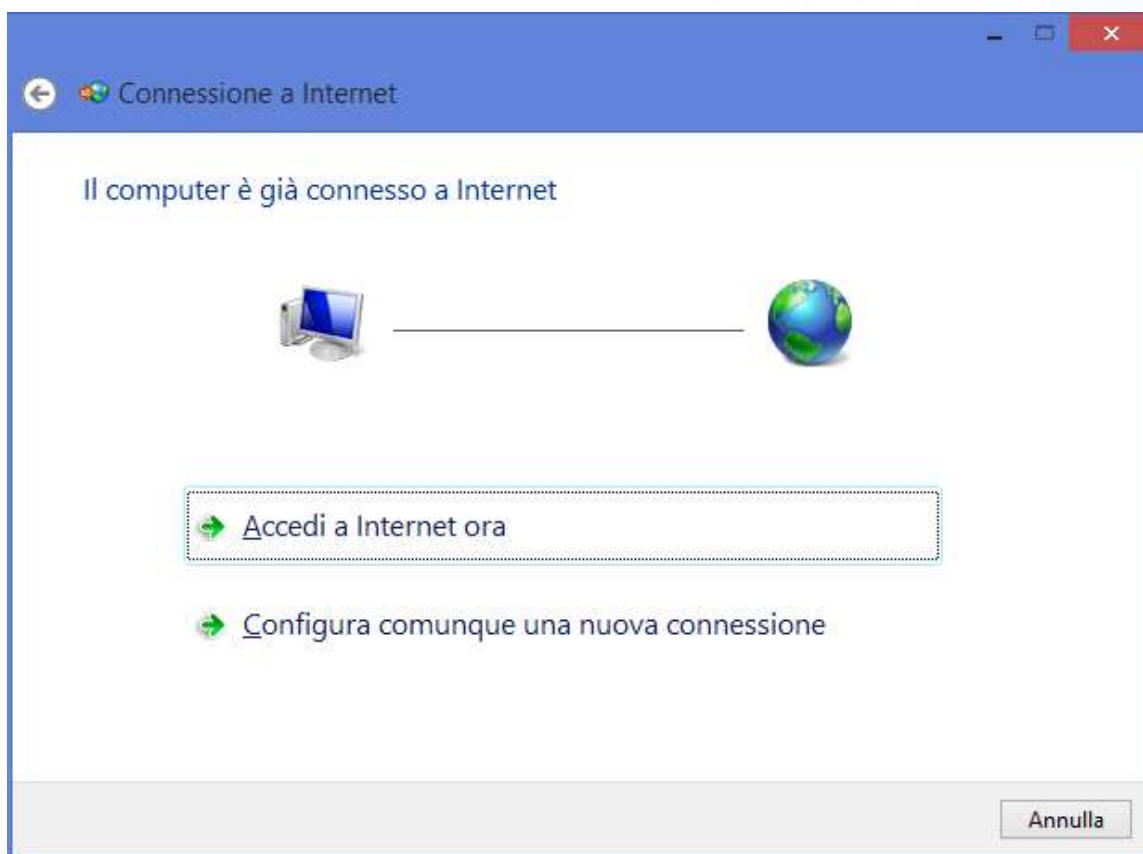 Connessione a Internet
Il computer è già connesso a Internet
Accedi a Internet ora
Configura comunque una nuova connessione
Annulla